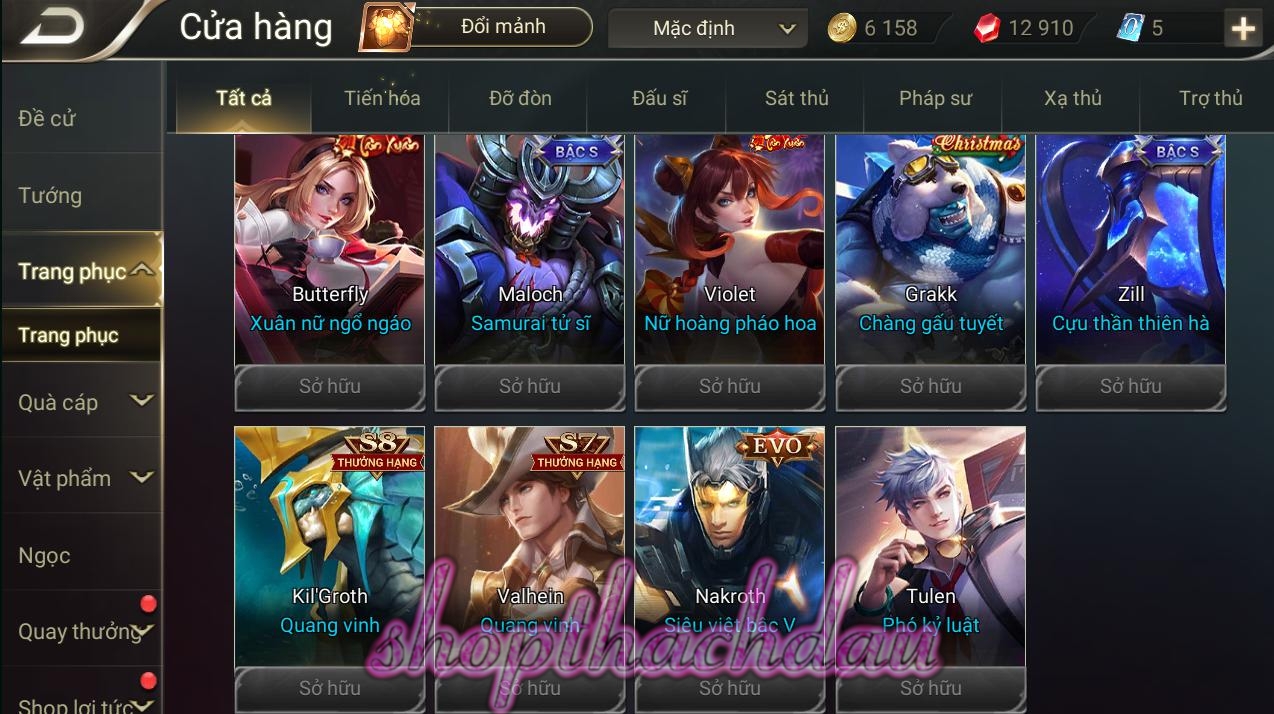 Cửa hàng
Đổi mảnh
Mặc định
6 158
12 910
5
Đề cử
Tướng
Trang phục
Trang phục
Quà cáp
Vật phẩm
Ngọc
Quay thưởng
Shop lợi tức
Tất cả
Tiến hóa
Đỡ đòn
Đấu sĩ
Sát thủ
Pháp sư
Xạ thủ
Trợ thủ
Tân Xuân
Butterfly
Xuân nữ ngổ ngáo
Sở hữu
BẬC S
Maloch
Samurai tử sĩ
Sở hữu
Tân Xuân
Violet
Nữ hoàng pháo hoa
Sở hữu
Christmas
Grakk
Chàng gấu tuyết
Sở hữu
BẬC S
Zill
Cựu thần thiên hà
Sở hữu
S8
THƯỞNG HẠNG
Kil'Groth
Quang vinh
Sở hữu
S7
THƯỞNG HẠNG
Valhein
Quang vinh
Sở hữu
EVO
V
Nakroth
Siêu việt bậc V
Sở hữu
Tulen
Phó kỷ luật
Sở hữu
shopthachdau